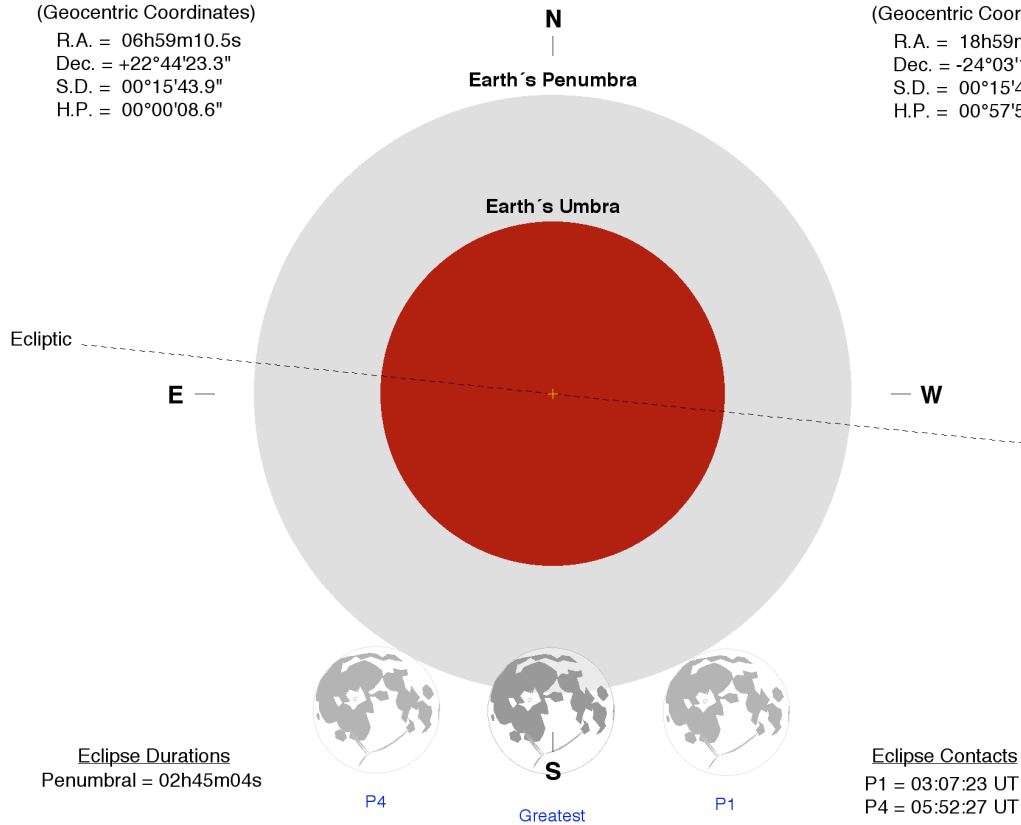 (Geocentric Coordinates)
R.A. = 06h59m10.5s
Dec. = +22°44'23.3"
S.D. = 00°15'43.9"
H.P. = 00°00'08.6"
N
(Geocentric Coor
R.A. = 18h59m
Dec. = -24°03'
S.D. = 00°15'4
H.P. = 00°57'5
Earth´s Penumbra
Earth´s Umbra
Ecliptic
E
W
S
Eclipse Durations
Penumbral = 02h45m04s
P4
Greatest
P1
Eclipse Contacts
P1 = 03:07:23 UT
P4 = 05:52:27 UT